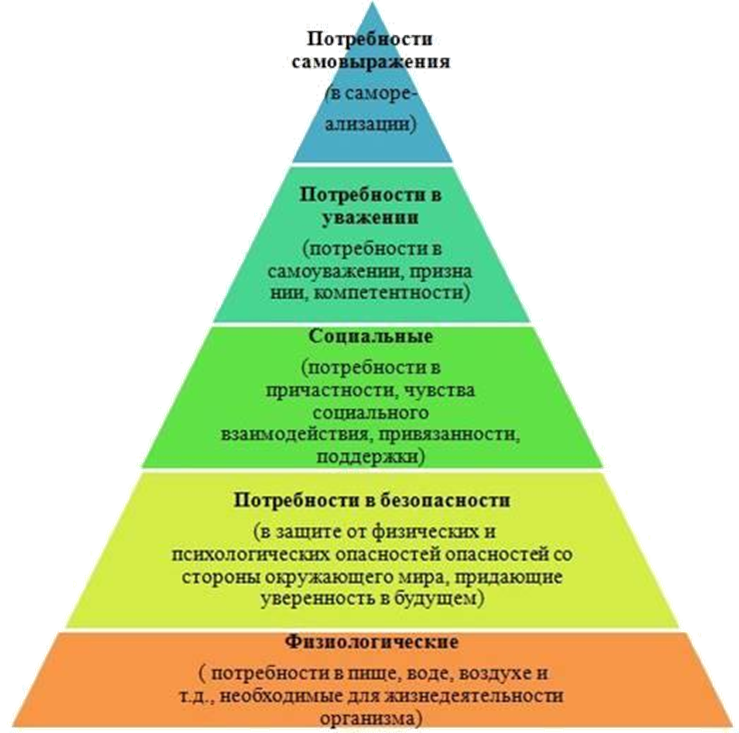 Потребности
самовыражения
(в саморе-
ализации)
Потребности в
уважении
(потребности в
самоуважении, призна
нии, компетентности)
Социальные
(потребности в
причастности, чувства
социального
взаимодействия, привязанности,
поддержки)
Потребности в безопасности
(в защите от физических и
психологических опасностей опасностей со
стороны окружающего мира, придающие
уверенность в будущем)
Физиологические
( потребности в пище, воде, воздухе и
т.д., необходимые для жизнедеятельности
организма)